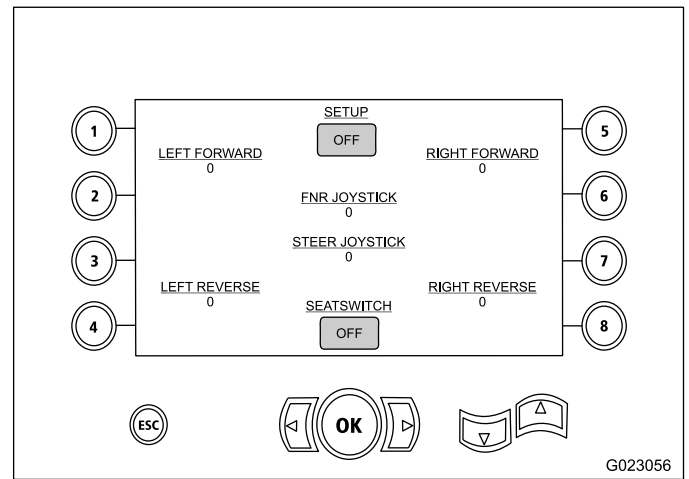 SETUP
OFF
1
5
LEFT FORWARD
0
RIGHT FORWARD
0
2
FNR JOYSTICK
0
6
STEER JOYSTICK
0
3
7
LEFT REVERSE
0
RIGHT REVERSE
0
SEATSWITCH
OFF
4
8
ESC
OK
G023056